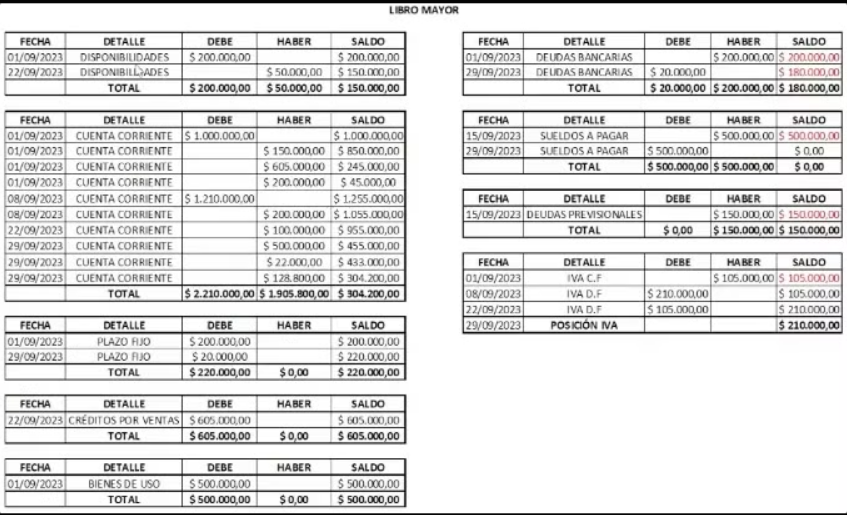 LIBRO MAYOR
FECHA DETALLE DEBE HABER SALDO
01/09/2023 DISPONIBILIDADES $ 200.000,00 $ 200.000,00
22/09/2023 DISPONIBILIDADES $ 50.000,00 $ 150.000,00
TOTAL $ 200.000,00 $ 50.000,00 $ 150.000,00
FECHA DETALLE DEBE HABER SALDO
01/09/2023 CUENTA CORRIENTE $ 1.000.000,00 $ 1.000.000,00
01/09/2023 CUENTA CORRIENTE $ 150.000,00 $ 850.000,00
01/09/2023 CUENTA CORRIENTE $ 605.000,00 $ 245.000,00
01/09/2023 CUENTA CORRIENTE $ 200.000,00 $ 45.000,00
08/09/2023 CUENTA CORRIENTE $ 1.210.000,00 $ 1.255.000,00
08/09/2023 CUENTA CORRIENTE $ 200.000,00 $ 1.055.000,00
22/09/2023 CUENTA CORRIENTE $ 100.000,00 $ 955.000,00
29/09/2023 CUENTA CORRIENTE $ 500.000,00 $ 455.000,00
29/09/2023 CUENTA CORRIENTE $ 22.000,00 $ 433.000,00
29/09/2023 CUENTA CORRIENTE $ 128.800,00 $ 304.200,00
TOTAL $ 2.210.000,00 $ 1.905.800,00 $ 304.200,00
FECHA DETALLE DEBE HABER SALDO
01/09/2023 PLAZO FIJO $ 200.000,00 $ 200.000,00
29/09/2023 PLAZO FIJO $ 20.000,00 $ 220.000,00
TOTAL $ 220.000,00 $ 0,00 $ 220.000,00
FECHA DETALLE DEBE HABER SALDO
22/09/2023 CRÉDITOS POR VENTAS $ 605.000,00 $ 605.000,00
TOTAL $ 605.000,00 $ 0,00 $ 605.000,00
FECHA DETALLE DEBE HABER SALDO
01/09/2023 BIENES DE USO $ 500.000,00 $ 500.000,00
TOTAL $ 500.000,00 $ 0,00 $ 500.000,00
FECHA DETALLE DEBE HABER SALDO
01/09/2023 DEUDAS BANCARIAS $ 200.000,00 $ 200.000,00
29/09/2023 DEUDAS BANCARIAS $ 20.000,00 $ 180.000,00
TOTAL $ 20.000,00 $ 200.000,00 $ 180.000,00
FECHA DETALLE DEBE HABER SALDO
15/09/2023 SUELDOS A PAGAR $ 500.000,00 $ 500.000,00
29/09/2023 SUELDOS A PAGAR $ 500.000,00 $ 0,00
TOTAL $ 500.000,00 $ 500.000,00 $ 0,00
FECHA DETALLE DEBE HABER SALDO
15/09/2023 DEUDAS PREVISIONALES $ 150.000,00 $ 150.000,00
TOTAL $ 0,00 $ 150.000,00 $ 150.000,00
FECHA DETALLE DEBE HABER SALDO
01/09/2023 IVA C.F $ 105.000,00 $ 105.000,00
08/09/2023 IVA D.F $ 210.000,00 $ 105.000,00
22/09/2023 IVA D.F $ 105.000,00 $ 210.000,00
29/09/2023 POSICIÓN IVA $ 210.000,00